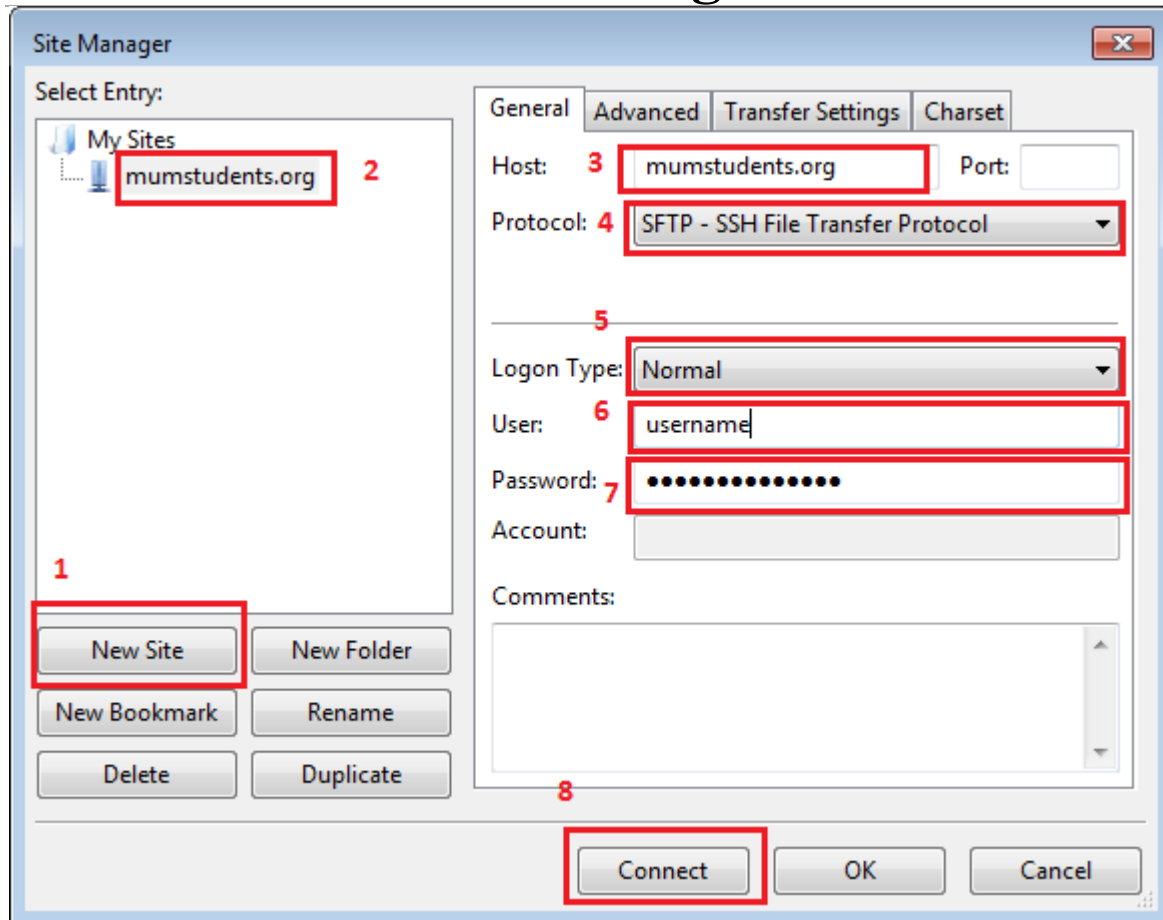 Site Manager
Select Entry:
My Sites
mumstudents.org 2
1
New Site New Folder
New Bookmark Rename
Delete Duplicate
General Advanced Transfer Settings Charset
Host: 3 mumstudents.org Port:
Protocol: 4 SFTP - SSH File Transfer Protocol
5
Logon Type: Normal
User: 6 username
Password: 7 ••••••••••••••
Account:
Comments:
8
Connect OK Cancel